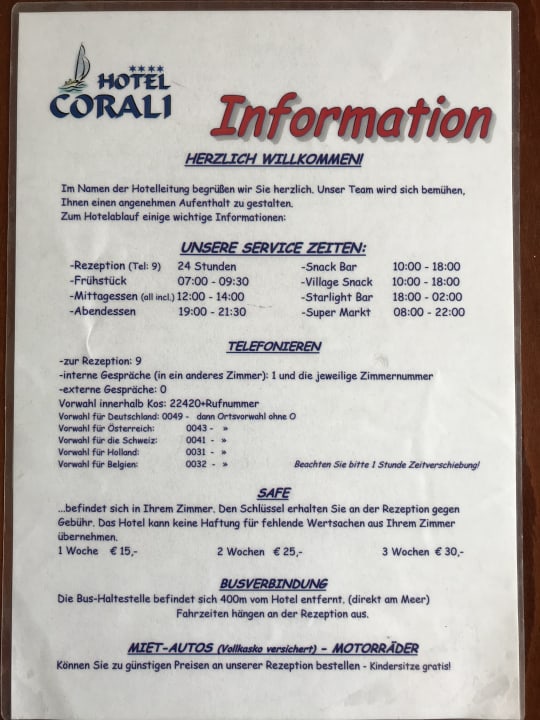 HOTEL
CORALI
Information
HERZLICH WILLKOMMEN!
Im Namen der Hotelleitung begrüßen wir Sie herzlich. Unser Team wird sich bemühen,
Ihnen einen angenehmen Aufenthalt zu gestalten.
Zum Hotelablauf einige wichtige Informationen:
UNSERE SERVICE ZEITEN:
-Rezeption (Tel: 9) 24 Stunden -Snack Bar 10:00 - 18:00
-Frühstück 07:00 - 09:30 -Village Snack 10:00 - 18:00
-Mittagessen (all incl.) 12:00 - 14:00 -Starlight Bar 18:00 - 02:00
-Abendessen 19:00 - 21:30 -Super Markt 08:00 - 22:00
TELEFONIEREN
-zur Rezeption: 9
-interne Gespräche (in ein anderes Zimmer): 1 und die jeweilige Zimmernummer
-externe Gespräche: 0
Vorwahl innerhalb Kos: 22420+Rufnummer
Vorwahl für Deutschland: 0049 - dann Ortsvorwahl ohne O
Vorwahl für Österreich: 0043 - »
Vorwahl für die Schweiz: 0041 - »
Vorwahl für Holland: 0031 - »
Vorwahl für Belgien: 0032 - » Beachten Sie bitte 1 Stunde Zeitverschiebung!
SAFE
...befindet sich in Ihrem Zimmer. Den Schlüssel erhalten Sie an der Rezeption gegen
Gebühr. Das Hotel kann keine Haftung für fehlende Wertsachen aus Ihrem Zimmer
übernehmen.
1 Woche € 15,- 2 Wochen € 25,- 3 Wochen € 30,-
BUSVERBINDUNG
Die Bus-Haltestelle befindet sich 400m vom Hotel entfernt. (direkt am Meer)
Fahrzeiten hängen an der Rezeption aus.
MIET-AUTOS (Vollkasko versichert) - MOTORRÄDER
Können Sie zu günstigen Preisen an unserer Rezeption bestellen - Kindersitze gratis!